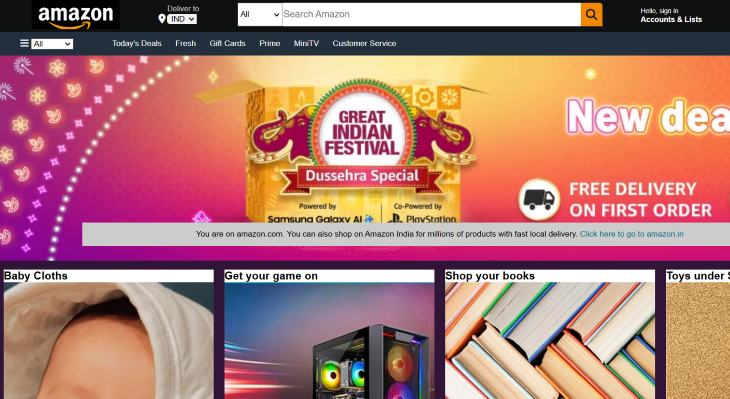 amazon
Deliver to
IND
All
Search Amazon
Hello, sign in
Accounts & Lists
All
Today's Deals
Fresh
Gift Cards
Prime
MiniTV
Customer Service
GREAT
INDIAN
FESTIVAL
Dussehra Special
Powered by
Samsung Galaxy AI
Co-Powered by
PlayStation
New dea
FREE DELIVERY
ON FIRST ORDER
You are on amazon.com. You can also shop on Amazon India for millions of products with fast local delivery. Click here to go to amazon.in
Baby Cloths
Get your game on
Shop your books
Toys under